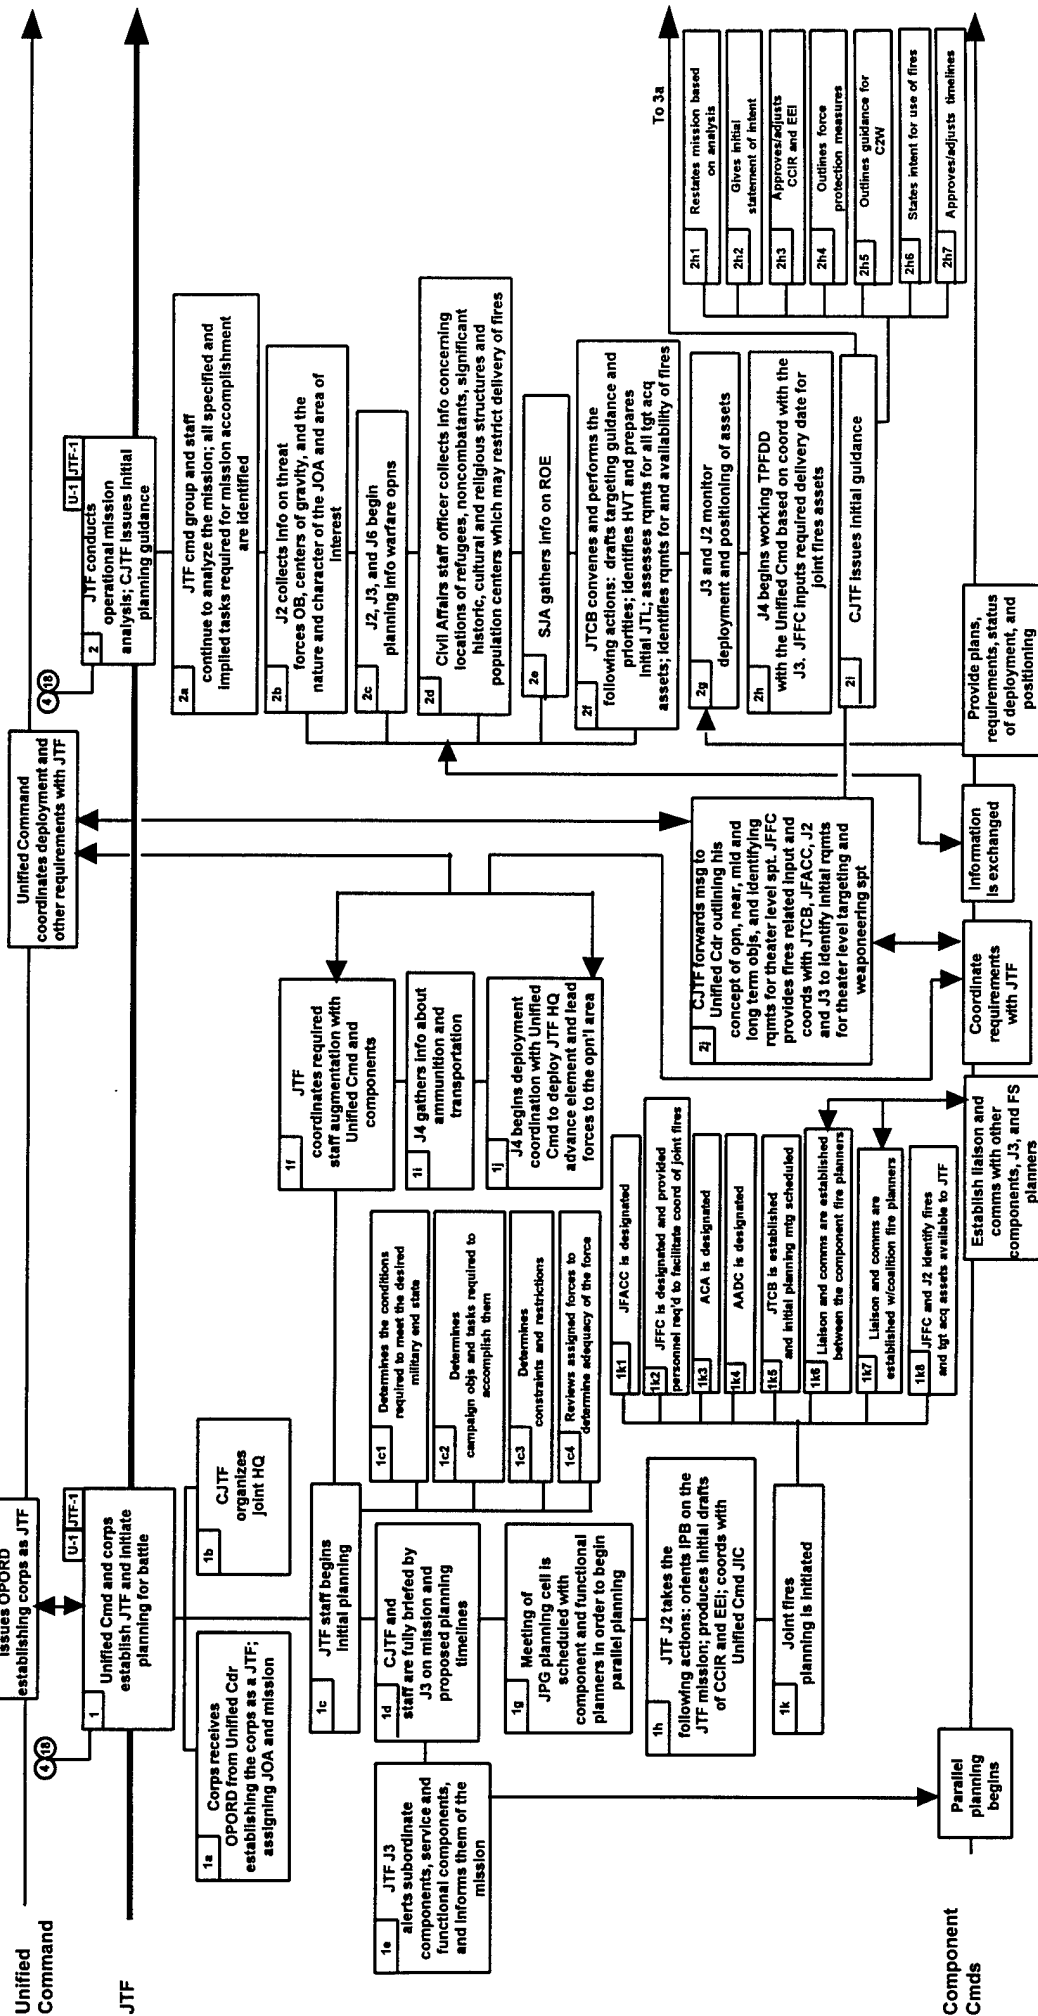 Unified
Command
Issues OPORD
establishing corps as JTF
Unified Command
coordinates deployment and
other requirements with JTF
4
18
4
18
JTF
U-1
JTF-1
1
Unified Cmd and corps
establish JTF and initiate
planning for battle
U-1
JTF-1
2
JTF conducts
operational mission
analysis; CJTF issues initial
planning guidance
1a
Corps receives
OPORD from Unified Cdr
establishing the corps as a JTF;
assigning JOA and mission
1b
CJTF
organizes
joint HQ
1c
JTF staff begins
initial planning
1d
CJTF and
staff are fully briefed by
J3 on mission and
proposed planning
timelines
1e
JTF J3
alerts subordinate
components, service and
functional components,
and informs them of the
mission
1g
Meeting of
JPG planning cell is
scheduled with
component and functional
planners in order to begin
parallel planning
1h
JTF J2 takes the
following actions: orients IPB on the
JTF mission; produces initial drafts
of CCIR and EEI; coords with
Unified Cmd JIC
1k
Joint fires
planning is initiated
1c1
Determines the conditions
required to meet the desired
military end state
1c2
Determines
campaign objs and tasks required to
accomplish them
1c3
Determines
constraints and restrictions
1c4
Reviews assigned forces to
determine adequacy of the force
1f
JTF
coordinates required
staff augmentation with
Unified Cmd and
components
1i
J4 gathers info about
ammunition and
transportation
1j
J4 begins deployment
coordination with Unified
Cmd to deploy JTF HQ
advance element and lead
forces to the opn'l area
1k1
JFACC is designated
1k2
JFFC is designated and provided
personnel req'd to facilitate coord of joint fires
1k3
ACA is designated
1k4
AADC is designated
1k5
JTCB is established
and initial planning mtg scheduled
1k6
Liaison and comms are established
between the component fire planners
1k7
Liaison and comms are
established w/coalition fire planners
1k8
JFFC and J2 identify fires
and tgt acq assets available to JTF
2a
JTF cmd group and staff
continue to analyze the mission; all specified and
implied tasks required for mission accomplishment
are identified
2b
J2 collects info on threat
forces OB, centers of gravity, and the
nature and character of the JOA and area of
interest
2c
J2, J3, and J6 begin
planning info warfare opns
2d
Civil Affairs staff officer collects info concerning
locations of refugees, noncombatants, significant
historic, cultural and religious structures and
population centers which may restrict delivery of fires
2e
SJA gathers info on ROE
2f
JTCB convenes and performs the
following actions: drafts targeting guidance and
priorities; identifies HVT and prepares
initial JTL; assesses rqmts for all tgt acq
assets; identifies rqmts for and availability of fires
2g
J3 and J2 monitor
deployment and positioning of assets
2h
J4 begins working TPFDD
with the Unified Cmd based on coord with the
J3. JFFC inputs required delivery date for
joint fires assets
2i
CJTF issues initial guidance
2j
CJTF forwards msg to
Unified Cdr outlining his
concept of opn, near, mid and
long term objs, and identifying
rqmts for theater level spt. JFFC
provides fires related input and
coords with JTCB, JFACC, J2
and J3 to identify initial rqmts
for theater level targeting and
weaponeering spt
To 3a
2h1
Restates mission based
on analysis
2h2
Gives initial
statement of intent
2h3
Approves/adjusts
CCIR and EEI
2h4
Outlines force
protection measures
2h5
Outlines guidance for
C2W
2h6
States intent for use of fires
2h7
Approves/adjusts timelines
Component
Cmds
Parallel
planning
begins
Establish liaison and
comms with other
components, J3, and FS
planners
Coordinate
requirements
with JTF
Information
is exchanged
Provide plans,
requirements, status
of deployment, and
positioning